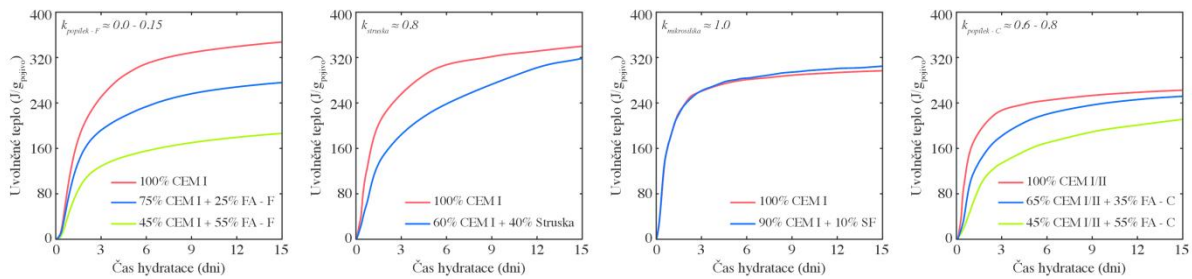 400
320
240
160
80
0
Uvolněné teplo (J/g_pojivo)
k_popílek - F ≈ 0.0 - 0.15
100% CEM I
75% CEM I + 25% FA - F
45% CEM I + 55% FA - F
0 3 6 9 12 15
Čas hydratace (dni)
400
320
240
160
80
0
Uvolněné teplo (J/g_pojivo)
k_struska ≈ 0.8
100% CEM I
60% CEM I + 40% Struska
0 3 6 9 12 15
Čas hydratace (dni)
400
320
240
160
80
0
Uvolněné teplo (J/g_pojivo)
k_mikrosilika ≈ 1.0
100% CEM I
90% CEM I + 10% SF
0 3 6 9 12 15
Čas hydratace (dni)
400
320
240
160
80
0
Uvolněné teplo (J/g_pojivo)
k_popílek - C ≈ 0.6 - 0.8
100% CEM I/II
65% CEM I/II + 35% FA - C
45% CEM I/II + 55% FA - C
0 3 6 9 12 15
Čas hydratace (dni)